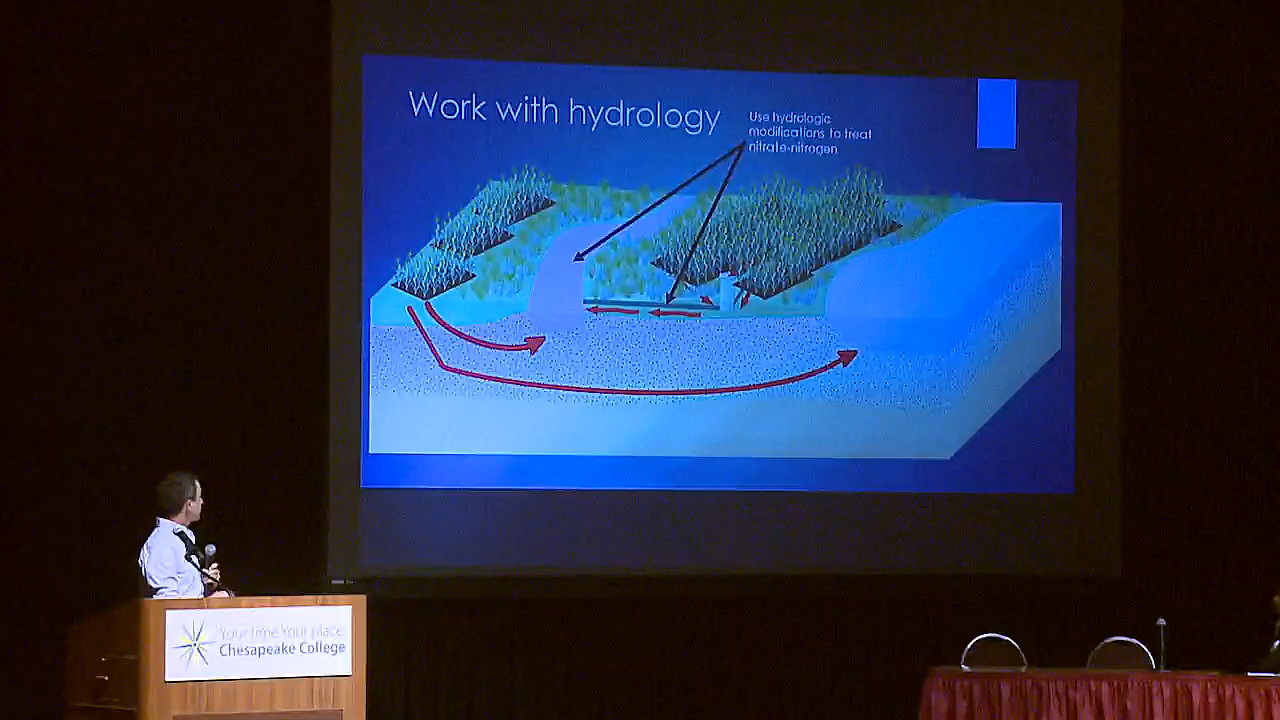 Work with hydrology
Use hydrologic
modifications to treat
nitrate-nitrogen
Your time. Your place.
Chesapeake College